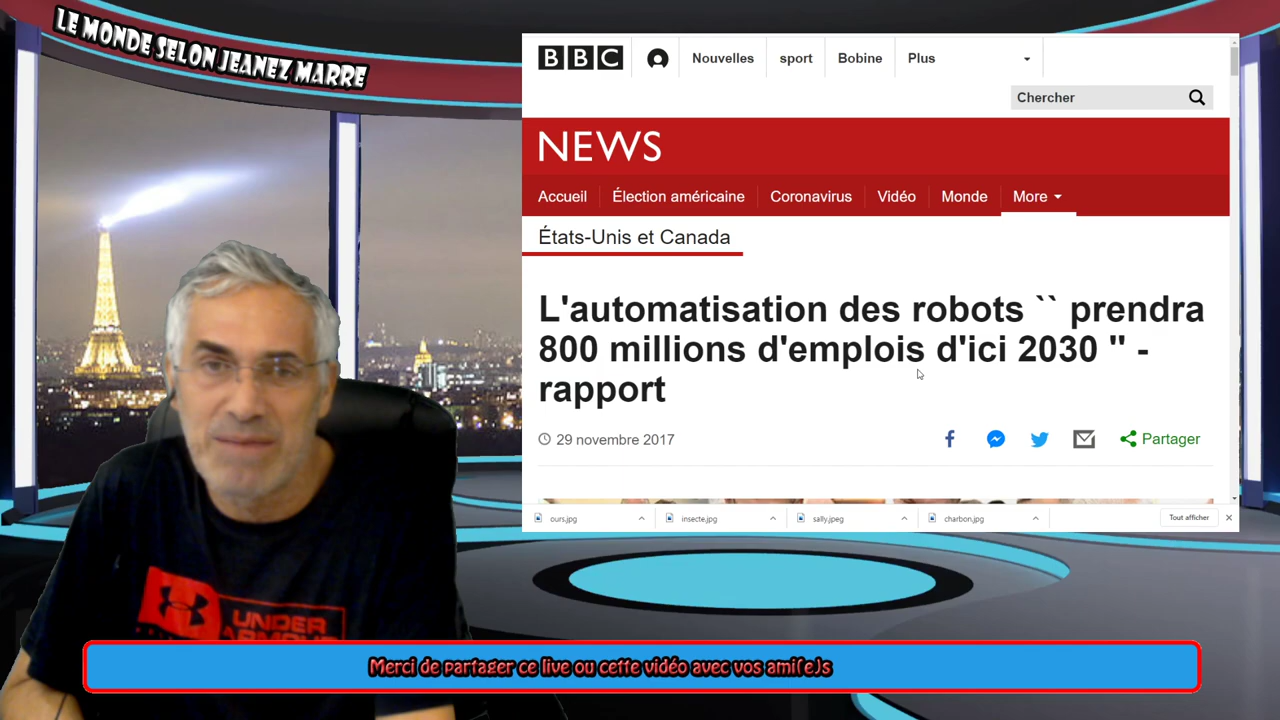 LE MONDE SELON JEANEZ MARRE
BBC Nouvelles sport Bobine Plus
Chercher
NEWS
Accueil Élection américaine Coronavirus Vidéo Monde More
États-Unis et Canada
L'automatisation des robots `` prendra
800 millions d'emplois d'ici 2030 '' -
rapport
29 novembre 2017
Partager
ours.jpg insecte.jpg sally.jpeg charbon.jpg Tout afficher
UNDER
ARMOUR
Merci de partager ce live ou cette vidéo avec vos ami(e)s